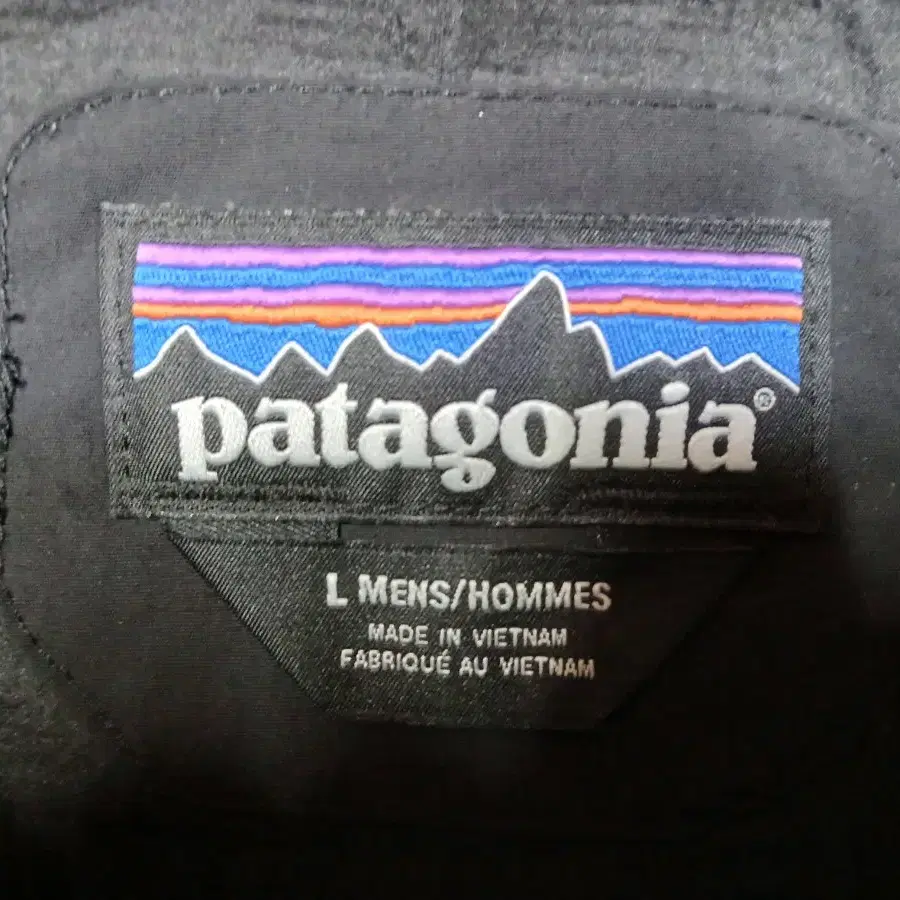 patagonia®
L MENS/HOMMES
MADE IN VIETNAM
FABRIQUÉ AU VIETNAM